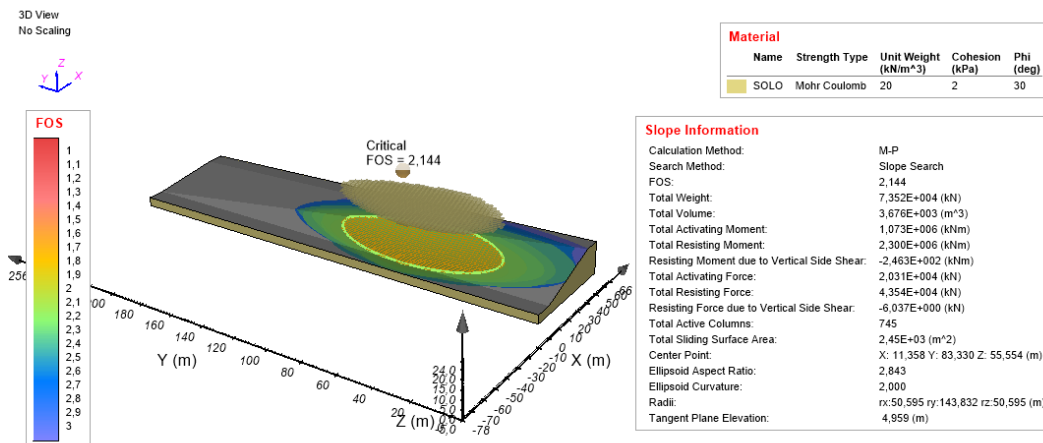 3D View
No Scaling
Z
Y
X
FOS
1
1,1
1,2
1,3
1,4
1,5
1,6
1,7
1,8
1,9
2
2,1
2,2
2,3
2,4
2,5
2,6
2,7
2,8
2,9
3
Critical
FOS = 2,144
256
200
180
160
140
120
100
80
60
40
20
Y (m)
24,0
20,0
15,0
10,0
5,0
0,0
-5,0
Z (m)
-78
-70
-60
-50
-40
-30
-20
-10
-0
10
20
30
40
50
60
66
X (m)
Material
Name Strength Type Unit Weight (kN/m^3) Cohesion (kPa) Phi (deg)
SOLO Mohr Coulomb 20 2 30
Slope Information
Calculation Method: M-P
Search Method: Slope Search
FOS: 2,144
Total Weight: 7,352E+004 (kN)
Total Volume: 3,676E+003 (m^3)
Total Activating Moment: 1,073E+006 (kNm)
Total Resisting Moment: 2,300E+006 (kNm)
Resisting Moment due to Vertical Side Shear: -2,463E+002 (kNm)
Total Activating Force: 2,031E+004 (kN)
Total Resisting Force: 4,354E+004 (kN)
Resisting Force due to Vertical Side Shear: -6,037E+000 (kN)
Total Active Columns: 745
Total Sliding Surface Area: 2,45E+03 (m^2)
Center Point: X: 11,358 Y: 83,330 Z: 55,554 (m)
Ellipsoid Aspect Ratio: 2,843
Ellipsoid Curvature: 2,000
Radii: rx:50,595 ry:143,832 rz:50,595 (m)
Tangent Plane Elevation: 4,959 (m)